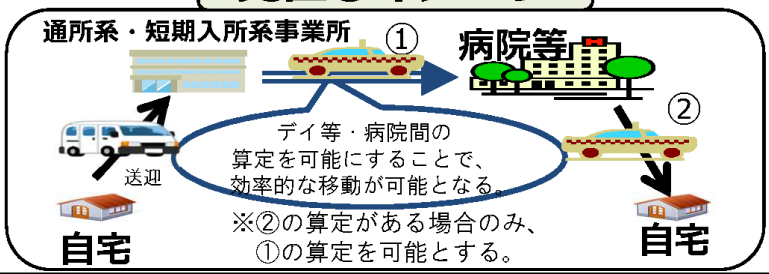 通所系・短期入所系事業所
①
病院等
②
デイ等・病院間の
算定を可能にすることで、
効率的な移動が可能となる。
送迎
※②の算定がある場合のみ、
①の算定を可能とする。
自宅
自宅